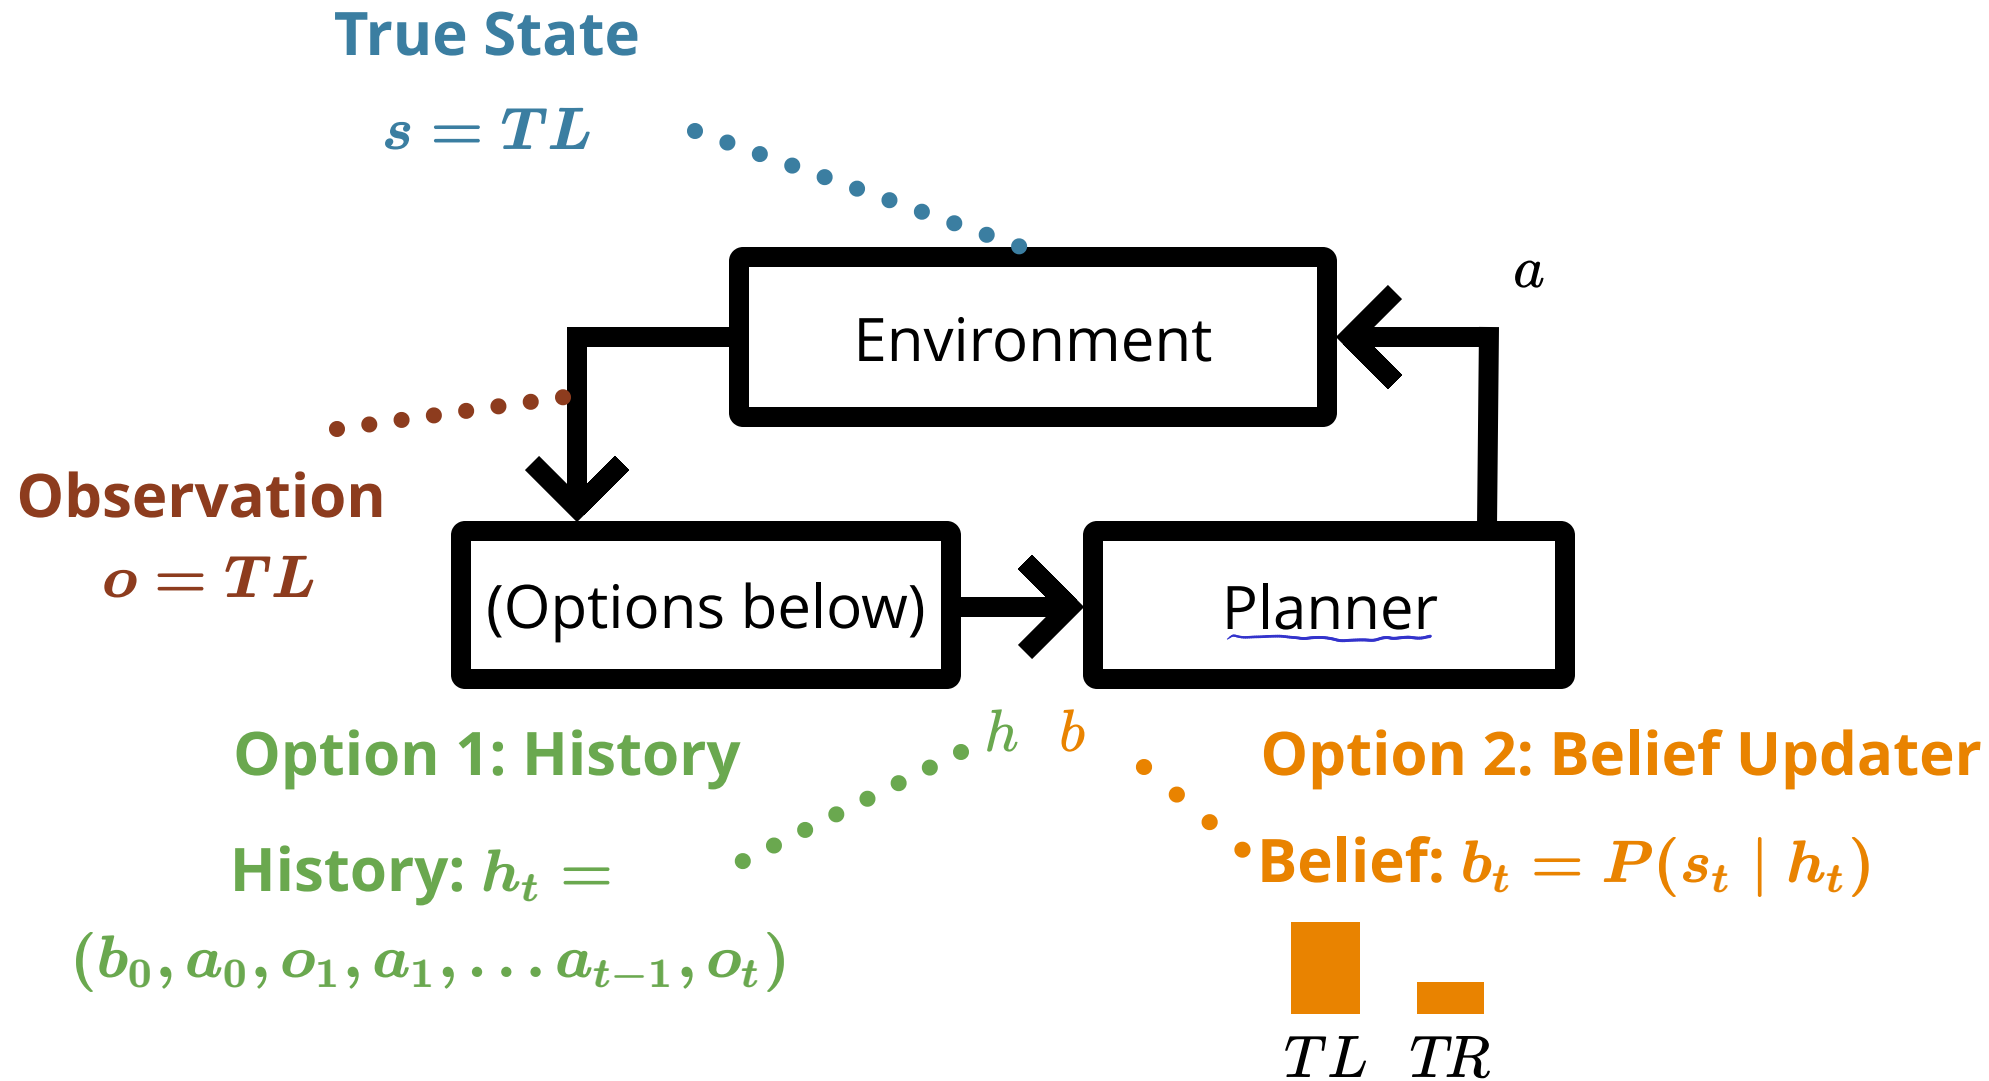 True State
s = TL
a
Environment
Observation
o = TL
(Options below)
Planner
h b
Option 1: History
Option 2: Belief Updater
History: h_t =
(b_0, a_0, o_1, a_1, ... a_{t-1}, o_t)
Belief: b_t = P(s_t | h_t)
TL TR